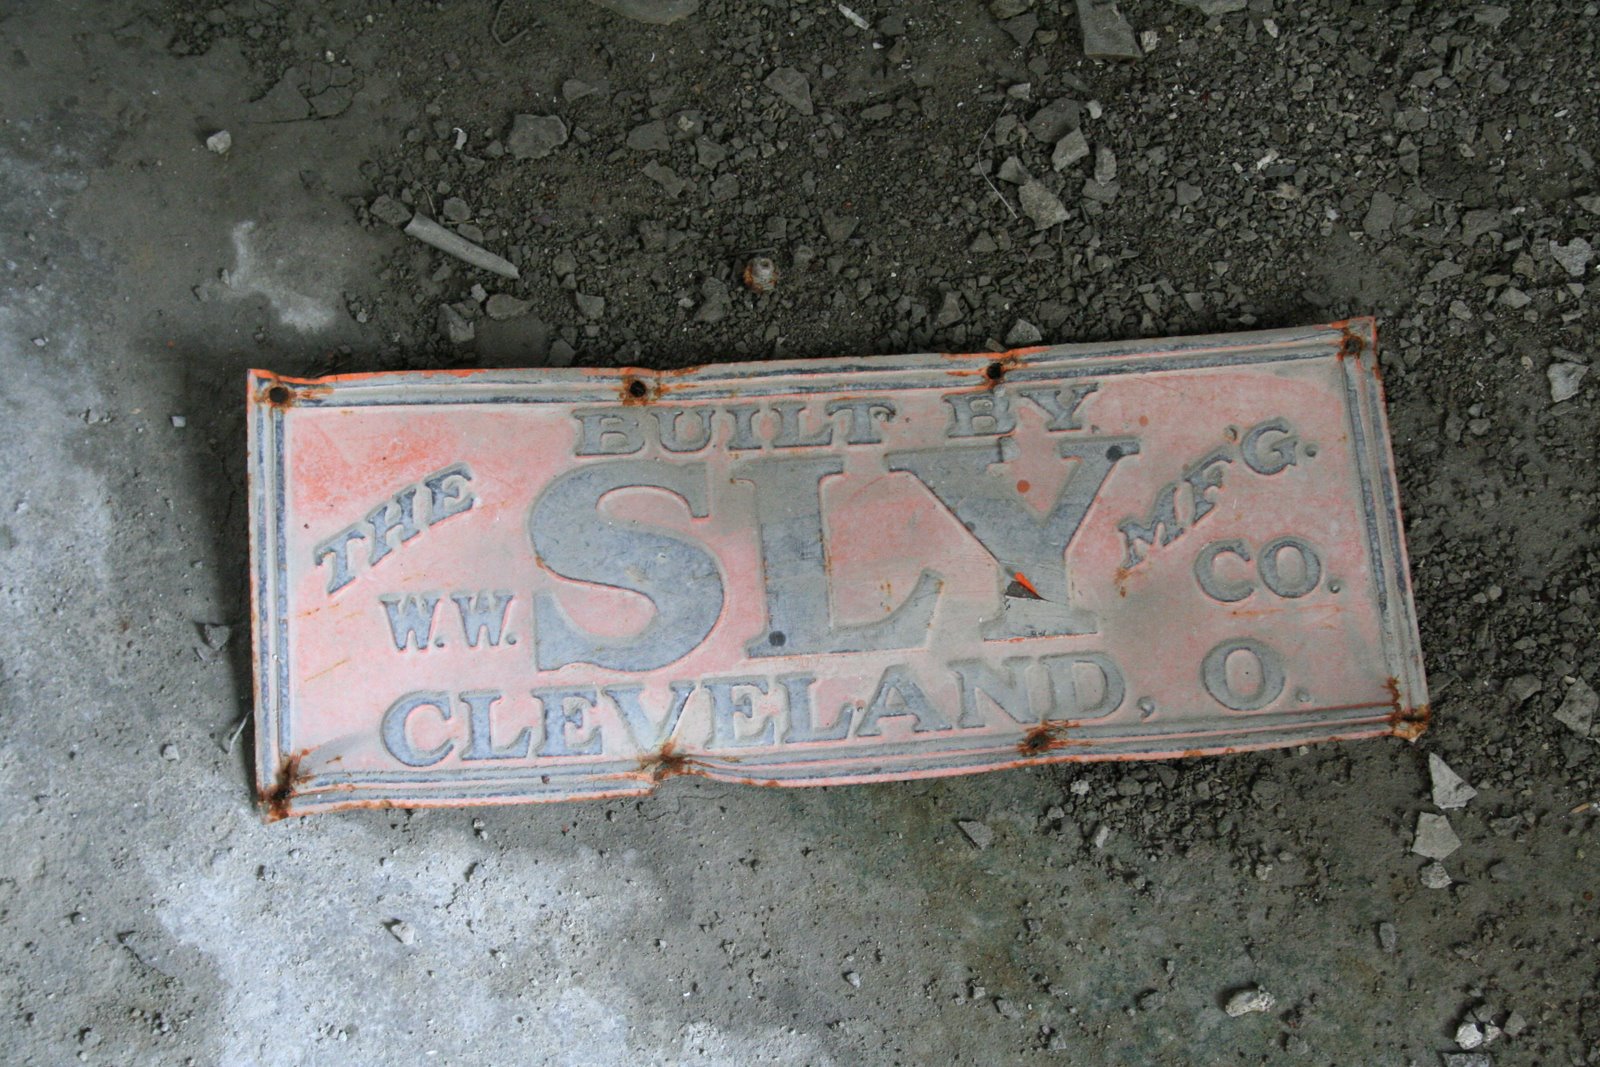 BUILT BY
THE
W.W.
SLY
MF'G.
CO.
CLEVELAND, O.